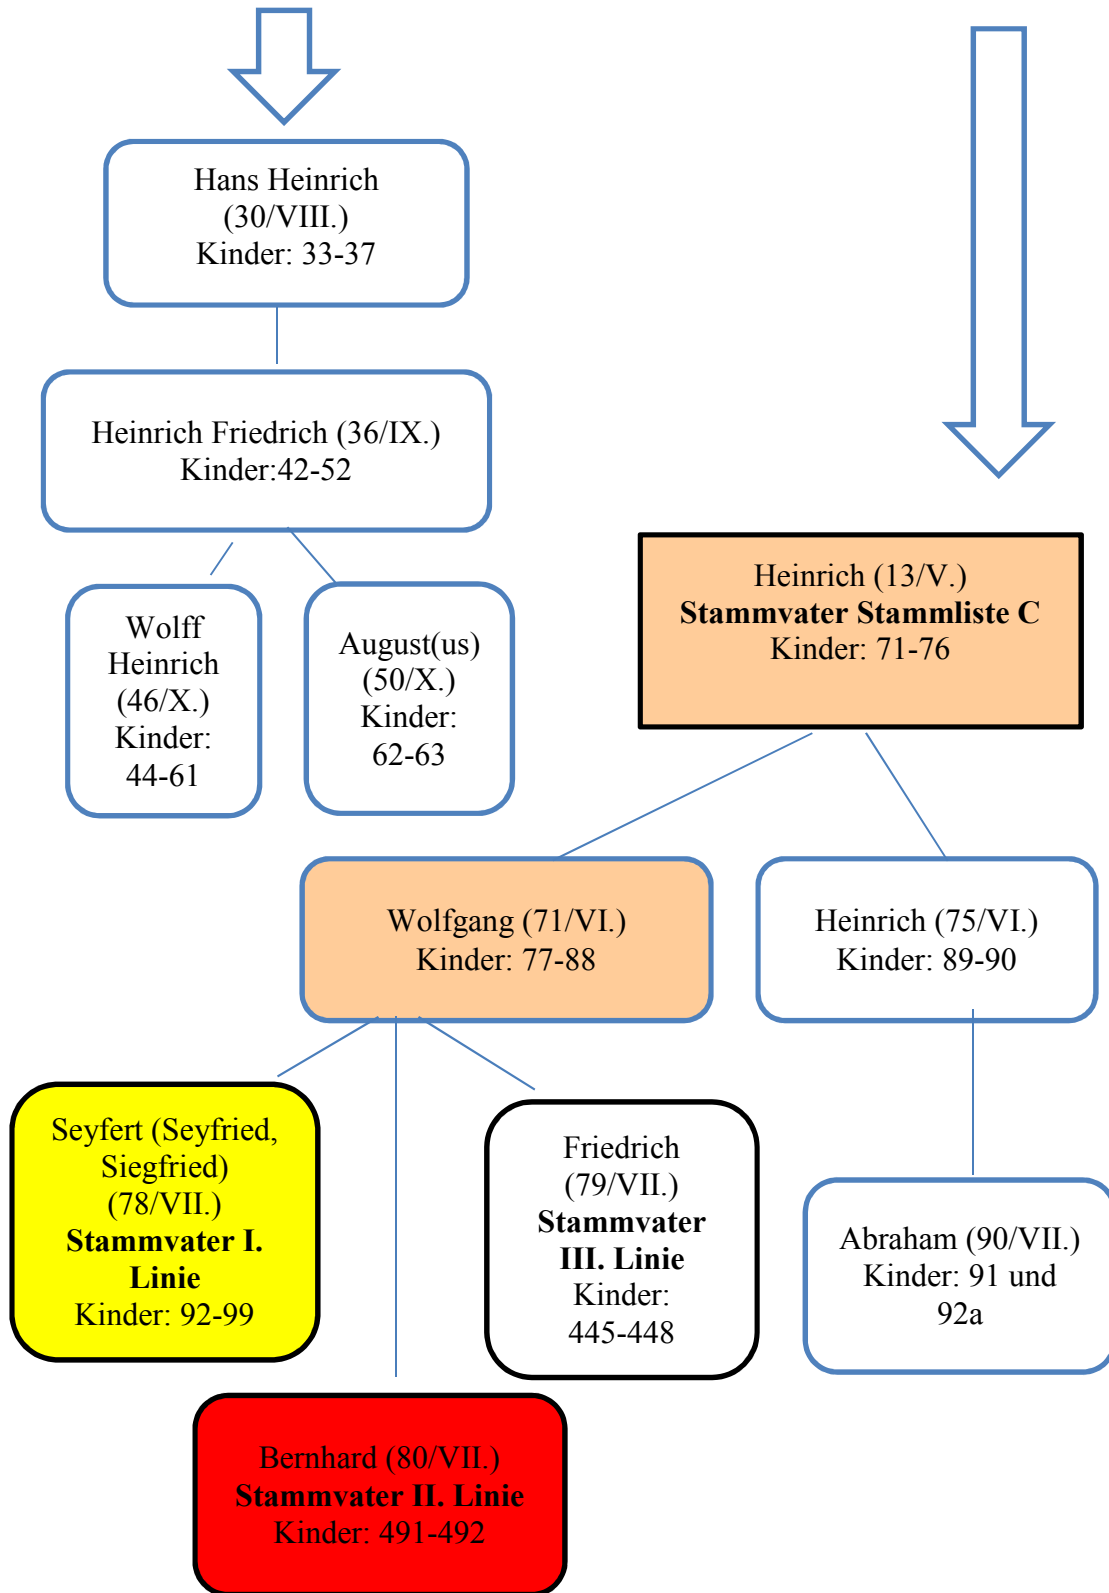 Hans Heinrich
(30/VIII.)
Kinder: 33-37
Heinrich Friedrich (36/IX.)
Kinder:42-52
Wolff
Heinrich
(46/X.)
Kinder:
44-61
August(us)
(50/X.)
Kinder:
62-63
Heinrich (13/V.)
Stammvater Stammliste C
Kinder: 71-76
Wolfgang (71/VI.)
Kinder: 77-88
Heinrich (75/VI.)
Kinder: 89-90
Seyfert (Seyfried,
Siegfried)
(78/VII.)
Stammvater I.
Linie
Kinder: 92-99
Friedrich
(79/VII.)
Stammvater
III. Linie
Kinder:
445-448
Abraham (90/VII.)
Kinder: 91 und
92a
Bernhard (80/VII.)
Stammvater II. Linie
Kinder: 491-492